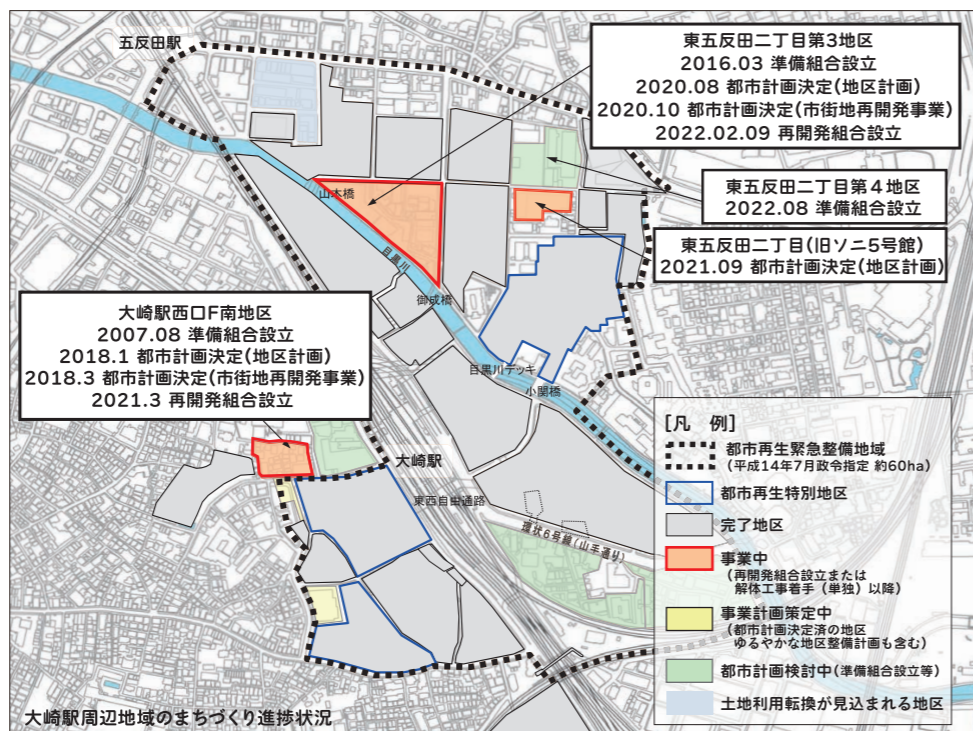 五反田駅
東五反田二丁目第3地区
2016.03 準備組合設立
2020.08 都市計画決定(地区計画)
2020.10 都市計画決定(市街地再開発事業)
2022.02.09 再開発組合設立
東五反田二丁目第4地区
2022.08 準備組合設立
東五反田二丁目(旧ソニ5号館)
2021.09 都市計画決定(地区計画)
山本橋
目黒川
御成橋
大崎駅西口F南地区
2007.08 準備組合設立
2018.1 都市計画決定(地区計画)
2018.3 都市計画決定(市街地再開発事業)
2021.3 再開発組合設立
目黒川デッキ
小関橋
大崎駅
東西自由通路
環状6号線(山手通り)
[凡 例]
都市再生緊急整備地域
(平成14年7月政令指定 約60ha)
都市再生特別地区
完了地区
事業中
(再開発組合設立または
解体工事着手(単独)以降)
事業計画策定中
(都市計画決定済の地区
ゆるやかな地区整備計画も含む)
都市計画検討中(準備組合設立等)
土地利用転換が見込まれる地区
大崎駅周辺地域のまちづくり進捗状況